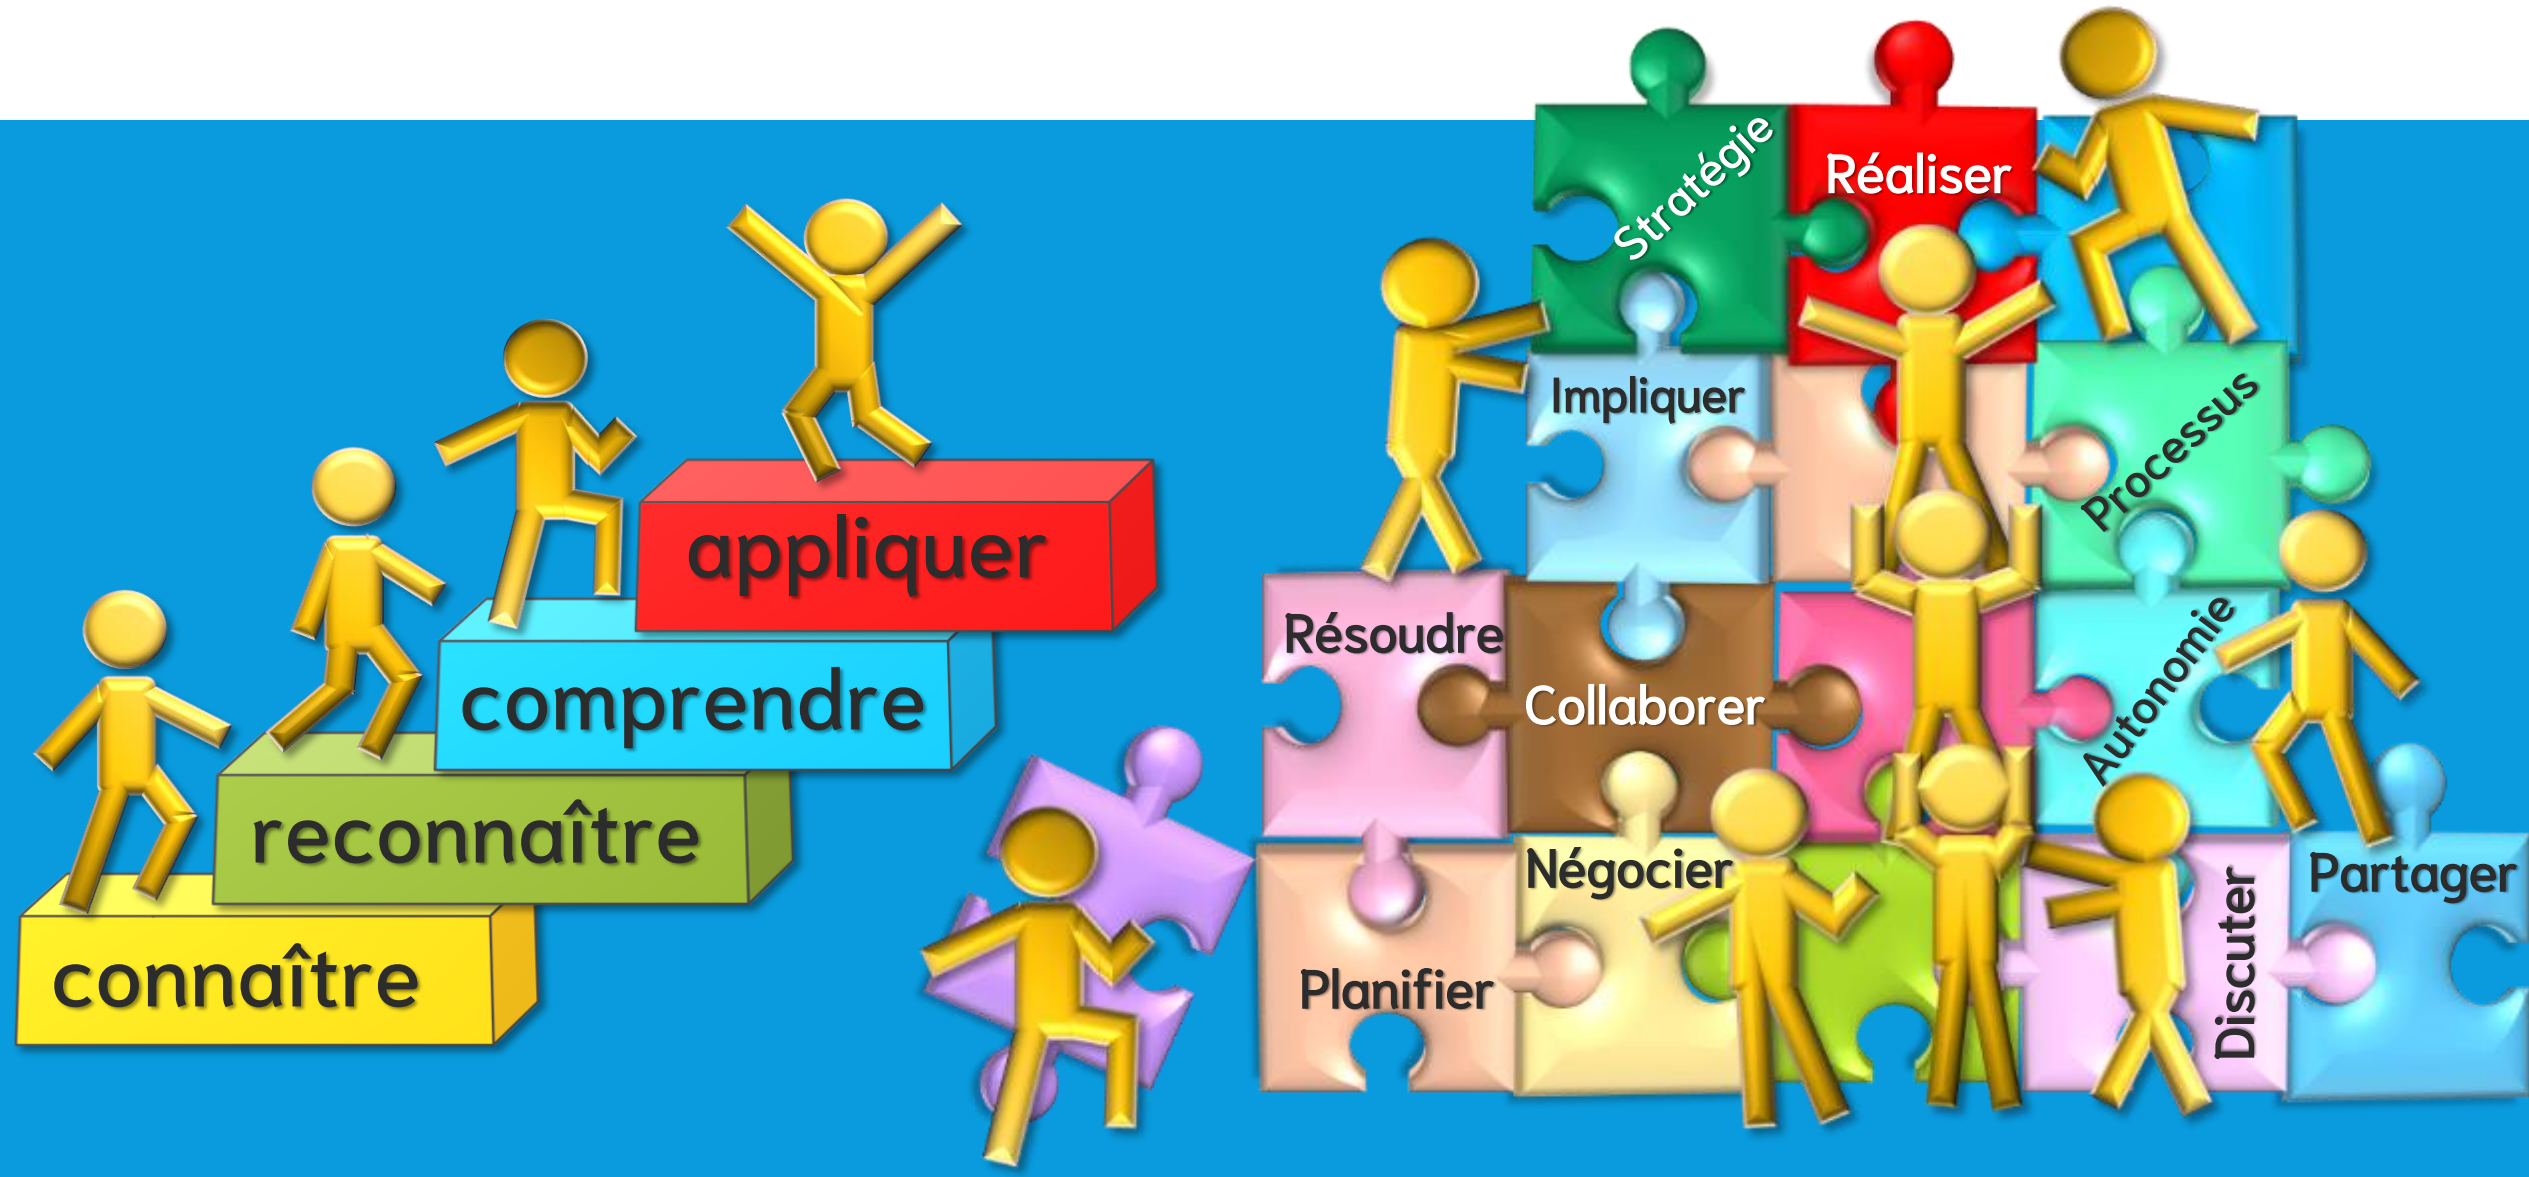 appliquer
comprendre
reconnaître
connaître
Stratégie
Réaliser
Impliquer
Processus
Résoudre
Collaborer
Autonomie
Négocier
Partager
Planifier
Discuter